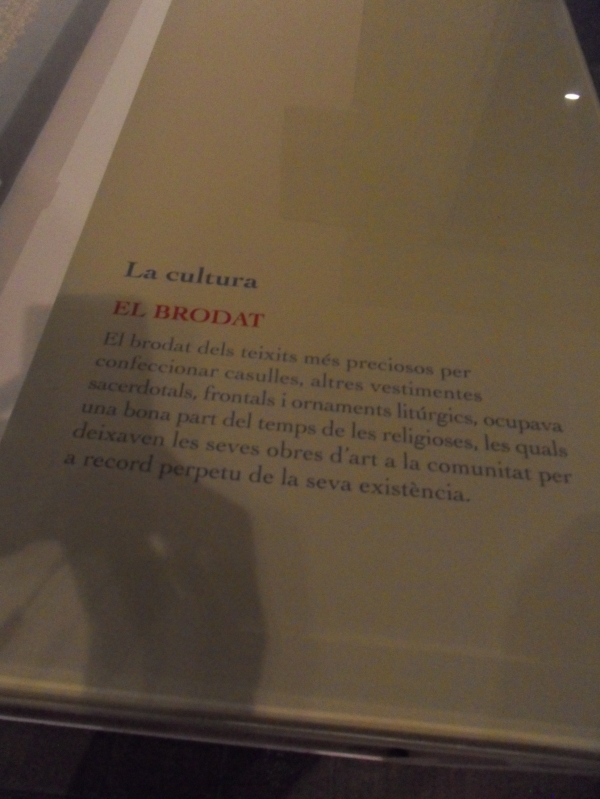 La cultura
EL BRODAT
El brodat dels teixits més preciosos per
confeccionar casulles, altres vestimentes
sacerdotals, frontals i ornaments litúrgics, ocupava
una bona part del temps de les religioses, les quals
deixaven les seves obres d'art a la comunitat per
a record perpetu de la seva existència.